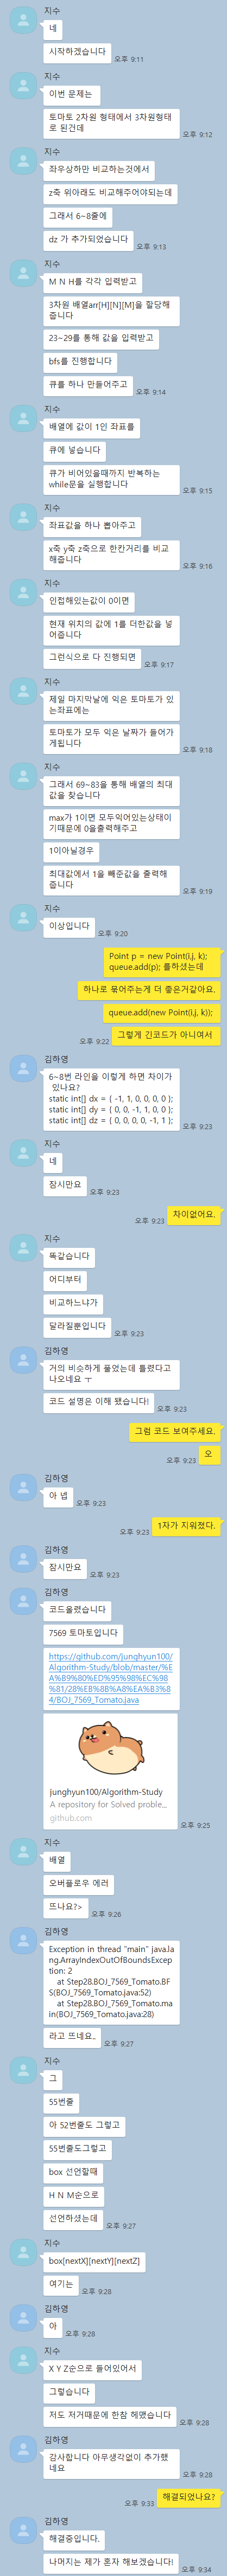 지수
네
시작하겠습니다
오후 9:11
지수
이번 문제는
토마토 2차원 형태에서 3차원형태
로 된건데
오후 9:12
지수
좌우상하만 비교하는것에서
z축 위아래도 비교해주어야되는데
그래서 6~8줄에
dz 가 추가되었습니다
오후 9:13
지수
M N H를 각각 입력받고
3차원 배열arr[H][N][M]을 할당해
줍니다
23~29를 통해 값을 입력받고
bfs를 진행합니다
큐를 하나 만들어주고
오후 9:14
지수
배열에 값이 1인 좌표를
큐에 넣습니다
큐가 비어있을때까지 반복하는
while문을 실행합니다
오후 9:15
지수
좌표값을 하나 뽑아주고
x축 y축 z축으로 한칸거리를 비교
해줍니다
오후 9:16
지수
인접해있는값이 0이면
현재 위치의 값에 1를 더한값을 넣
어줍니다
그런식으로 다 진행되면
오후 9:17
지수
제일 마지막날에 익은 토마토가 있
는좌표에는
토마토가 모두 익은 날짜가 들어가
게됩니다
오후 9:18
지수
그래서 69~83을 통해 배열의 최대
값을 찾습니다
max가 1이면 모두익어있는상태이
기때문에 0을출력해주고
1이아닐경우
최대값에서 1을 빼준값을 출력해
줍니다
오후 9:19
지수
이상입니다
오후 9:20
Point p = new Point(i,j, k);
queue.add(p); 를하셨는데
하나로 묶어주는게 더 좋은거같아요.
queue.add(new Point(i,j, k));
그렇게 긴코드가 아니여서
오후 9:22
김하영
6~8번 라인을 이렇게 하면 차이가
있나요?
static int[] dx = { -1, 1, 0, 0, 0, 0 };
static int[] dy = { 0, 0, -1, 1, 0, 0 };
static int[] dz = { 0, 0, 0, 0, -1, 1 };
오후 9:23
지수
네
잠시만요
오후 9:23
차이없어요.
오후 9:23
지수
똑같습니다
어디부터
비교하느냐가
달라질뿐입니다
오후 9:23
김하영
거의 비슷하게 풀었는데 틀렸다고
나오네요 ㅜ
코드 설명은 이해 됐습니다!
오후 9:23
그럼 코드 보여주세요.
오
오후 9:23
김하영
아 넵
오후 9:23
1자가 지워졌다.
오후 9:23
김하영
잠시만요
오후 9:23
김하영
코드올렸습니다
7569 토마토입니다
https://github.com/junghyun100/
Algorithm-Study/blob/master/%E
A%B9%80%ED%95%98%EC%98
%81/28%EB%8B%A8%EA%B3%8
4/BOJ_7569_Tomato.java
junghyun100/Algorithm-Study
A repository for Solved proble...
github.com
오후 9:25
지수
배열
오버플로우 에러
뜨나요?>
오후 9:26
김하영
Exception in thread "main" java.la
ng.ArrayIndexOutOfBoundsExcep
tion: 2
at Step28.BOJ_7569_Tomato.BF
S(BOJ_7569_Tomato.java:52)
at Step28.BOJ_7569_Tomato.ma
in(BOJ_7569_Tomato.java:28)
라고 뜨네요..
오후 9:27
지수
그
55번줄
아 52번줄도 그렇고
55번줄도그렇고
box 선언할때
H N M순으로
선언하셨는데
오후 9:27
지수
box[nextX][nextY][nextZ]
여기는
오후 9:28
김하영
아
오후 9:28
지수
X Y Z순으로 들어있어서
그렇습니다
저도 저거때문에 한참 헤맸습니다
오후 9:28
김하영
감사합니다 아무생각없이 추가했
네요
오후 9:28
해결되었나요?
오후 9:33
김하영
해결중입니다.
나머지는 제가 혼자 해보겠습니다!
오후 9:34